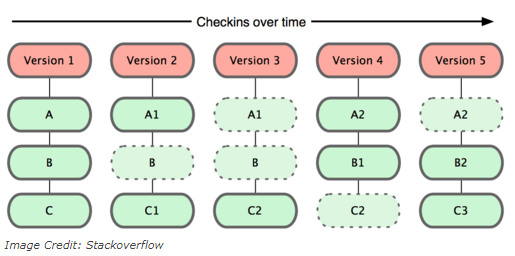 Checkins over time
Version 1 Version 2 Version 3 Version 4 Version 5
A A1 A1 A2 A2
B B B B1 B2
C C1 C2 C2 C3
Image Credit: Stackoverflow